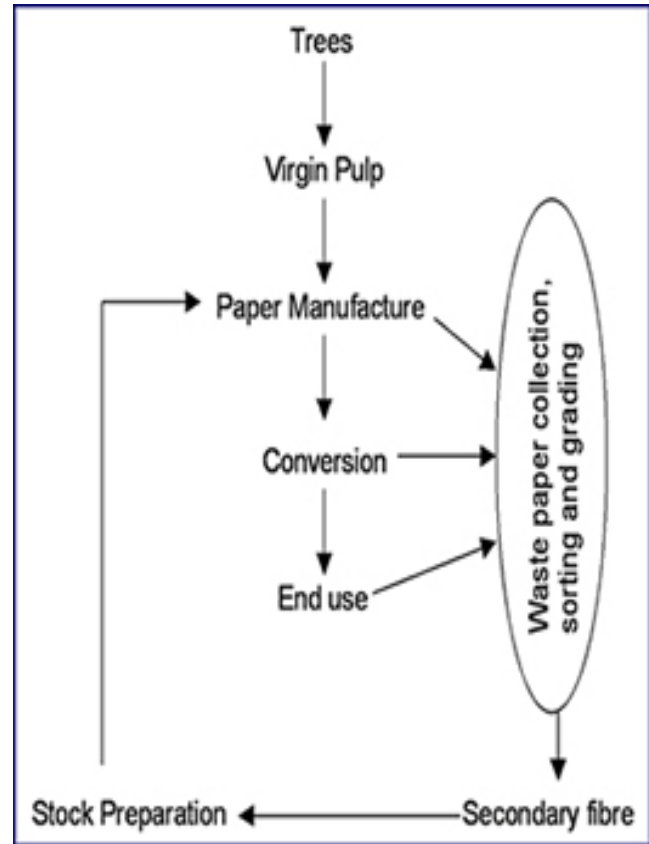 Trees
Virgin Pulp
Paper Manufacture
Conversion
End use
Waste paper collection,
sorting and grading
Stock Preparation
Secondary fibre